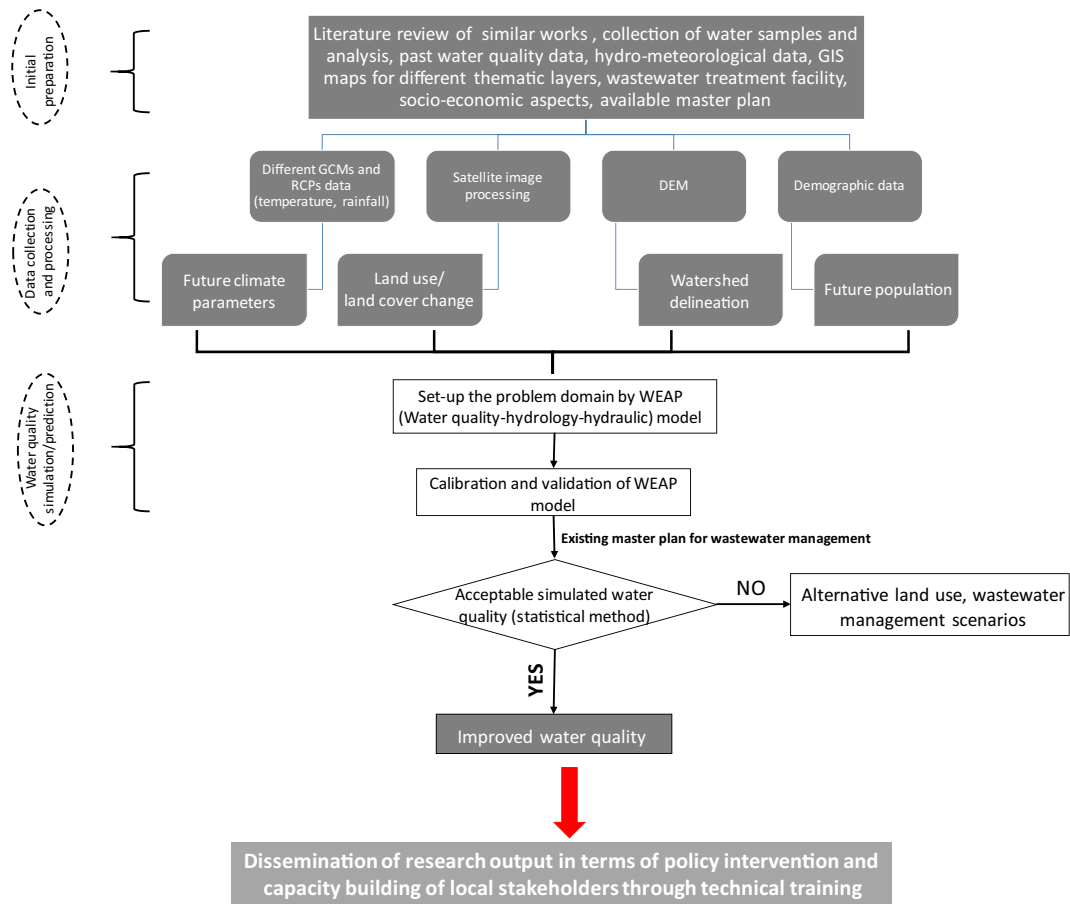 Initial
preparation
Literature review of similar works , collection of water samples and
analysis, past water quality data, hydro-meteorological data, GIS
maps for different thematic layers, wastewater treatment facility,
socio-economic aspects, available master plan
Data collection
and processing
Different GCMs and
RCPs data
(temperature, rainfall)
Satellite image
processing
DEM
Demographic data
Future climate
parameters
Land use/
land cover change
Watershed
delineation
Future population
Water quality
simulation/prediction
Set-up the problem domain by WEAP
(Water quality-hydrology-hydraulic) model
Calibration and validation of WEAP
model
Existing master plan for wastewater management
Acceptable simulated water
quality (statistical method)
NO
Alternative land use, wastewater
management scenarios
YES
Improved water quality
Dissemination of research output in terms of policy intervention and
capacity building of local stakeholders through technical training